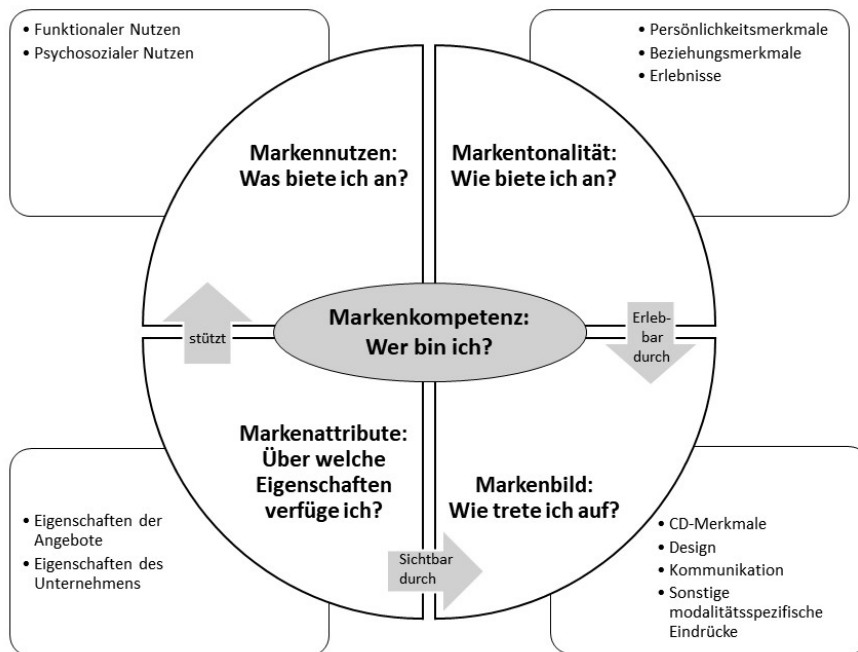 • Funktionaler Nutzen
• Psychosozialer Nutzen
• Persönlichkeitsmerkmale
• Beziehungsmerkmale
• Erlebnisse
Markennutzen:
Was biete ich an?
Markentonalität:
Wie biete ich an?
stützt
Markenkompetenz:
Wer bin ich?
Erleb-
bar
durch
Markenattribute:
Über welche
Eigenschaften
verfüge ich?
Markenbild:
Wie trete ich auf?
• Eigenschaften der
Angebote
• Eigenschaften des
Unternehmens
Sichtbar
durch
• CD-Merkmale
• Design
• Kommunikation
• Sonstige
modalitätsspezifische
Eindrücke